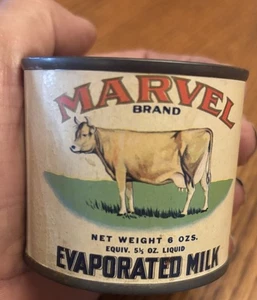 MARVEL
BRAND
NET WEIGHT 6 OZS.
EQUIV. 5½ OZ. LIQUID
EVAPORATED MILK